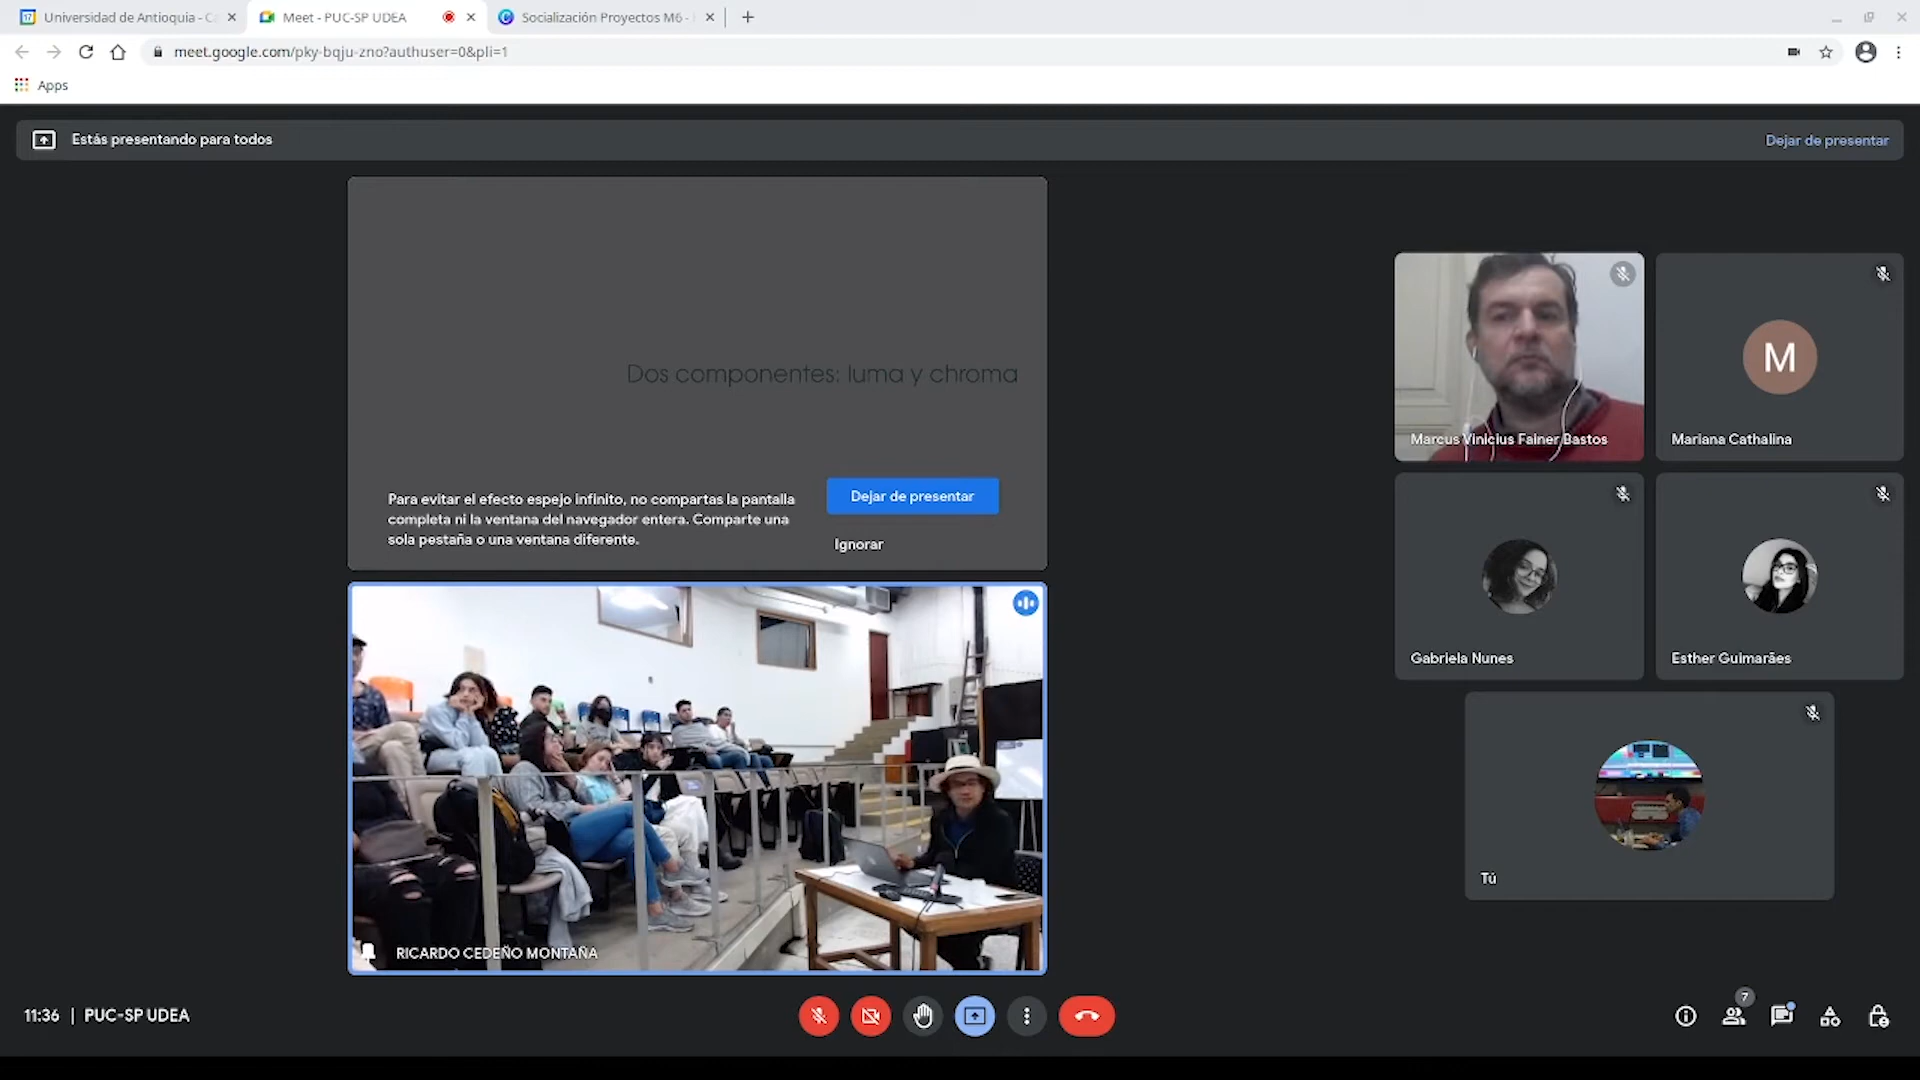 Universidad de Antioquia - C
Meet - PUC-SP UDEA
Socialización Proyectos M6 -
meet.google.com/pky-bqju-zno?authuser=0&pli=1
Apps
Estás presentando para todos
Dejar de presentar
Dos componentes: luma y chroma
Para evitar el efecto espejo infinito, no compartas la pantalla
completa ni la ventana del navegador entera. Comparte una
sola pestaña o una ventana diferente.
Dejar de presentar
Ignorar
Marcus Vinicius Fainer Bastos
M
Mariana Cathalina
Gabriela Nunes
Esther Guimarães
Tú
RICARDO CEDEÑO MONTAÑA
11:36 | PUC-SP UDEA
7